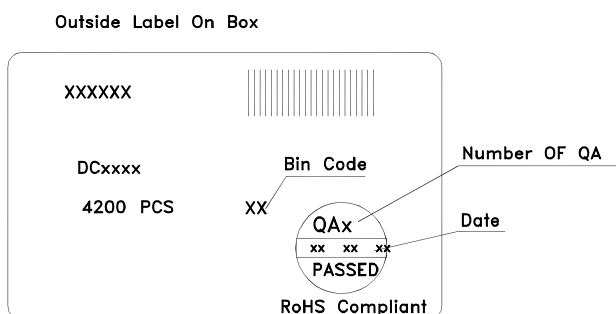 Outside Label On Box
XXXXXX
Number OF QA
DCxxxx
Bin Code
4200 PCS
XX
QAx
Date
xx xx xx
PASSED
RoHS Compliant